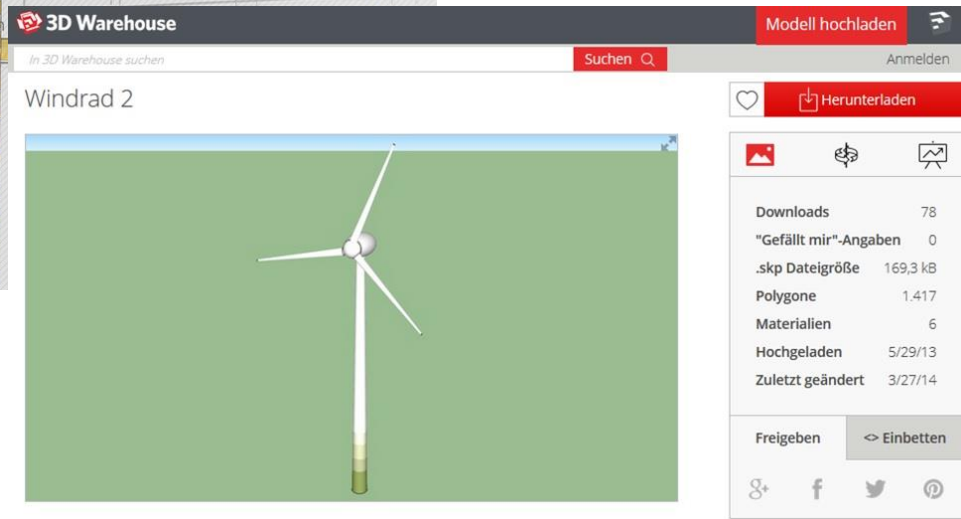 3D Warehouse
Modell hochladen
In 3D Warehouse suchen
Suchen
Anmelden
Windrad 2
Herunterladen
Downloads 78
"Gefällt mir"-Angaben 0
.skp Dateigröße 169,3 kB
Polygone 1.417
Materialien 6
Hochgeladen 5/29/13
Zuletzt geändert 3/27/14
Freigeben <> Einbetten
8+ f